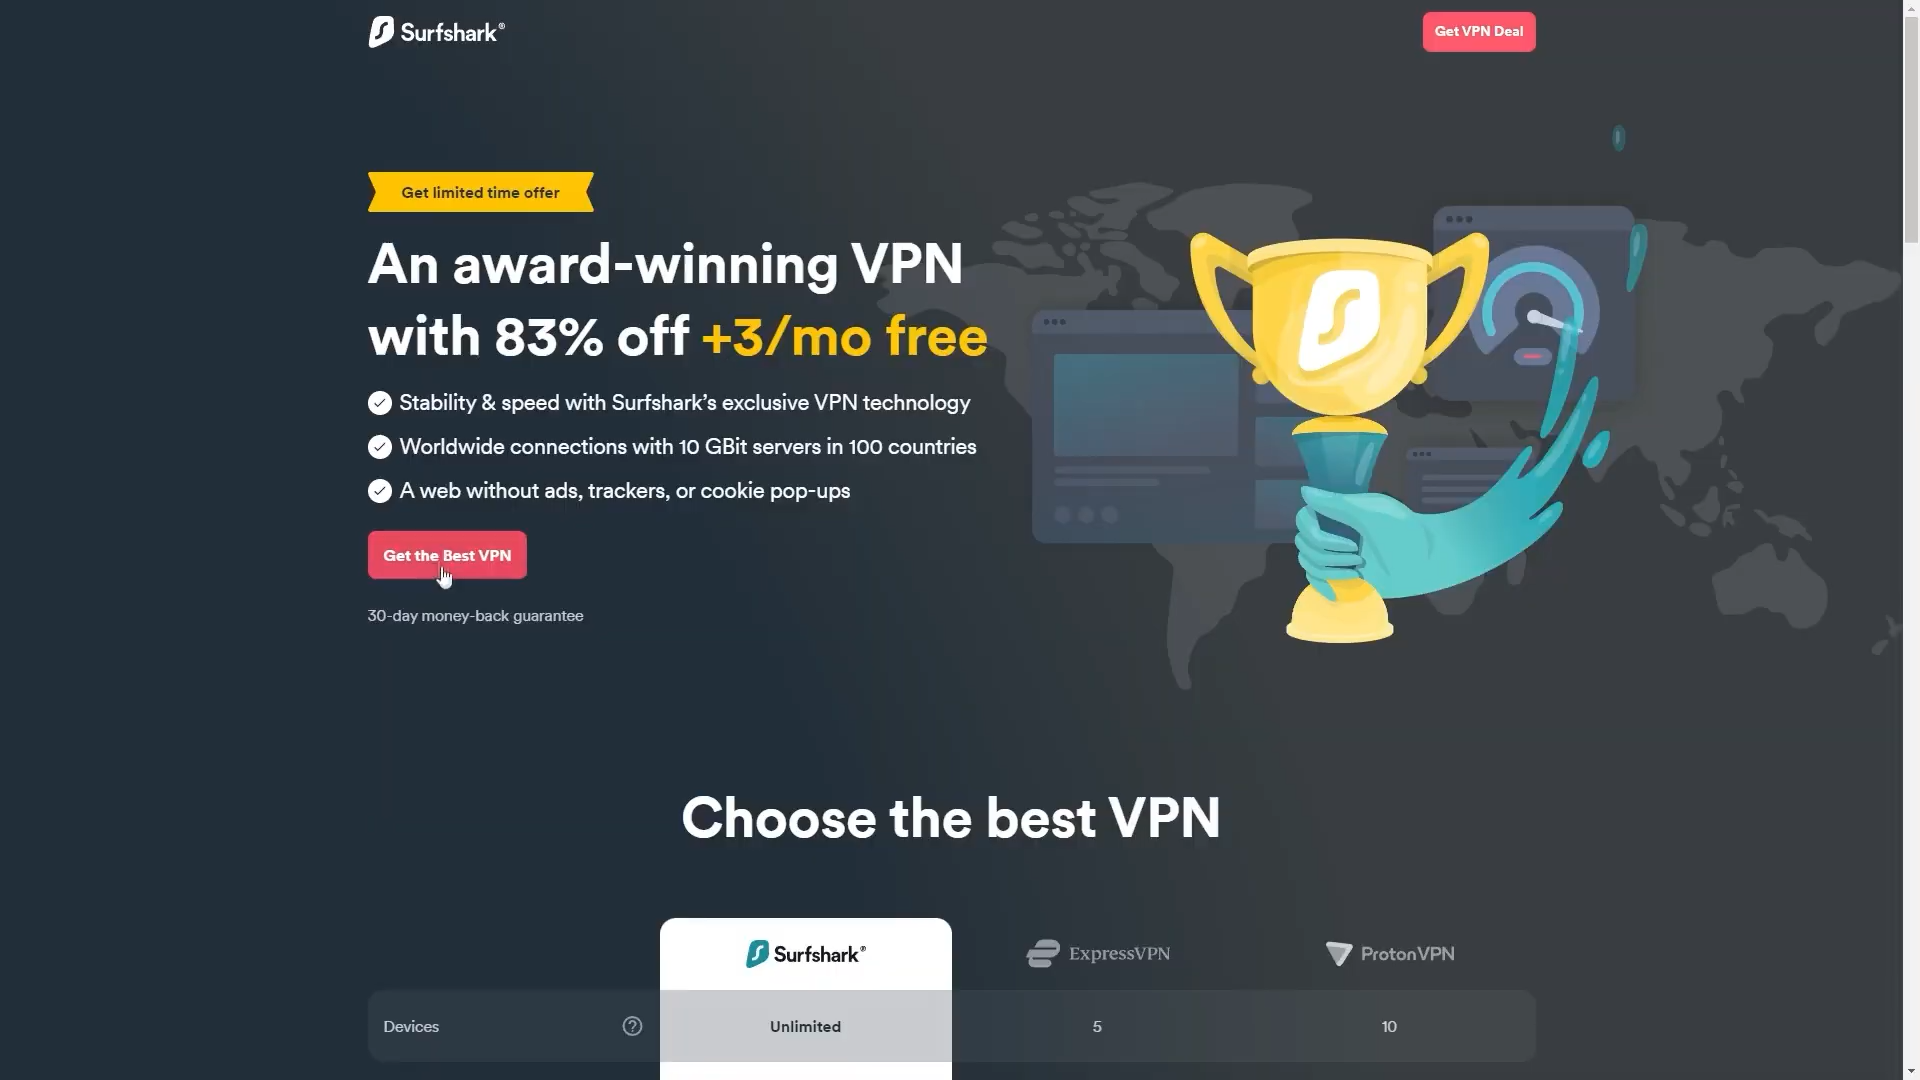 Surfshark®
Get VPN Deal
Get limited time offer
An award-winning VPN
with 83% off +3/mo free
Stability & speed with Surfshark’s exclusive VPN technology
Worldwide connections with 10 GBit servers in 100 countries
A web without ads, trackers, or cookie pop-ups
Get the Best VPN
30-day money-back guarantee
Choose the best VPN
Surfshark® ExpressVPN ProtonVPN
Devices ? Unlimited 5 10